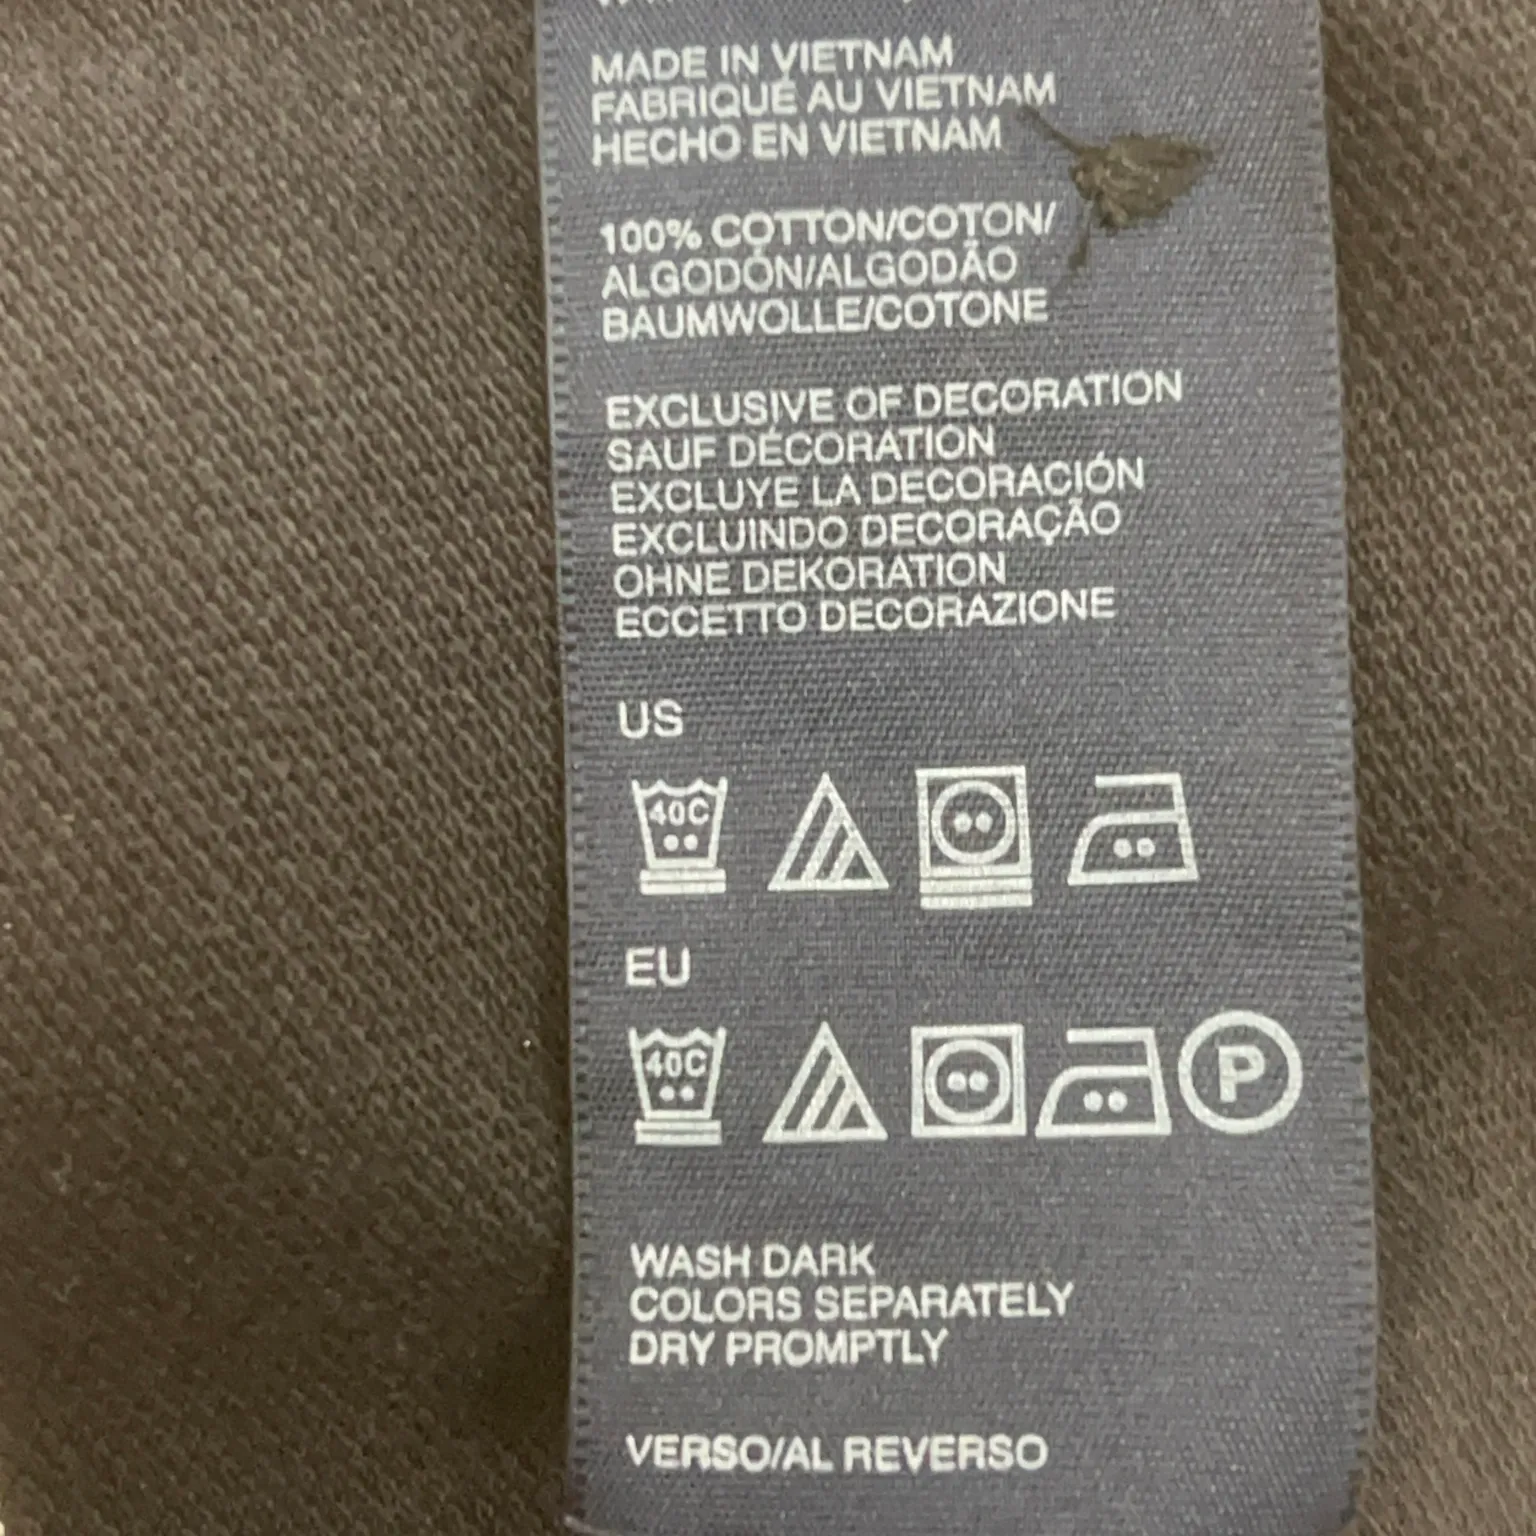 MADE IN VIETNAM
FABRIQUÉ AU VIETNAM
HECHO EN VIETNAM
100% COTTON/COTON/
ALGODÓN/ALGODÃO
BAUMWOLLE/COTONE
EXCLUSIVE OF DECORATION
SAUF DÉCORATION
EXCLUYE LA DECORACIÓN
EXCLUINDO DECORAÇÃO
OHNE DEKORATION
ECCETTO DECORAZIONE
US
40C
EU
40C P
WASH DARK
COLORS SEPARATELY
DRY PROMPTLY
VERSO/AL REVERSO